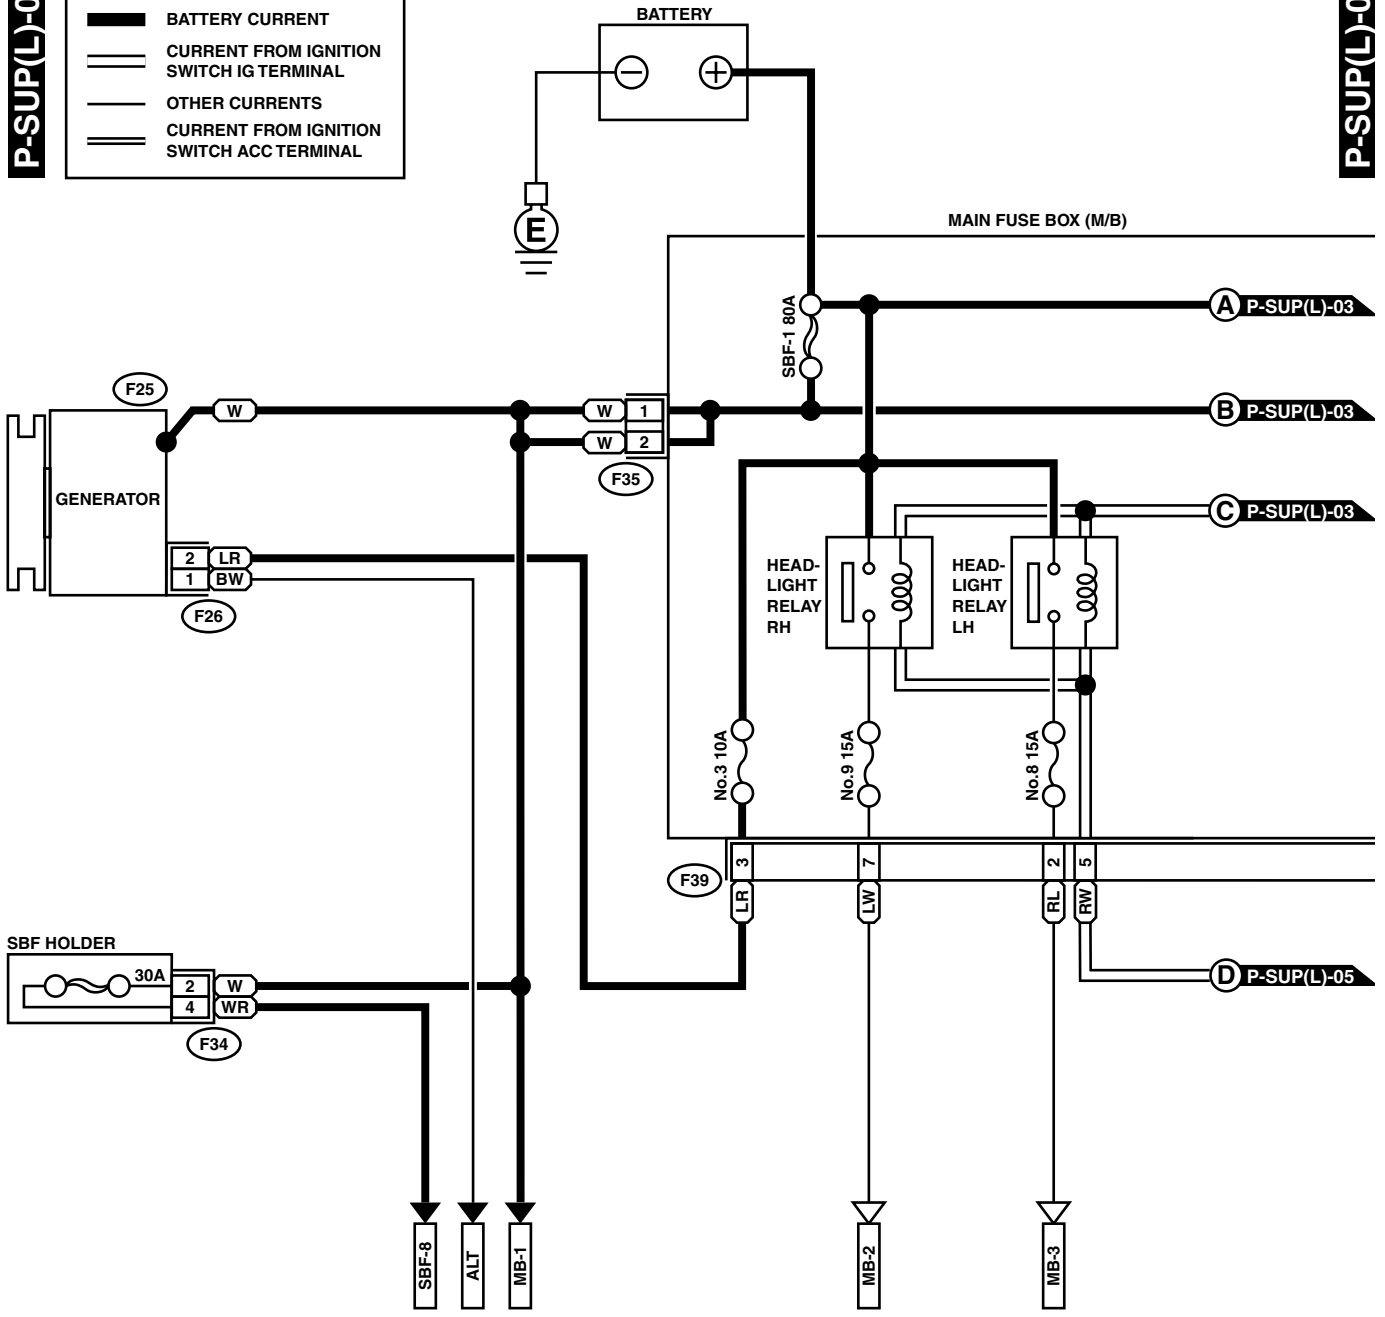 P-SUP(L)-0
BATTERY CURRENT
CURRENT FROM IGNITION
SWITCH IG TERMINAL
OTHER CURRENTS
CURRENT FROM IGNITION
SWITCH ACC TERMINAL
BATTERY
− +
E
P-SUP(L)-0
MAIN FUSE BOX (M/B)
SBF-1 80A
A P-SUP(L)-03
F25
W
W 1
W 2
F35
B P-SUP(L)-03
C P-SUP(L)-03
GENERATOR
2 LR
1 BW
F26
HEAD-
LIGHT
RELAY
RH
HEAD-
LIGHT
RELAY
LH
No.3 10A
No.9 15A
No.8 15A
F39
3 7 2 5
LR LW RL RW
SBF HOLDER
30A
2 W
4 WR
F34
D P-SUP(L)-05
SBF-8
ALT
MB-1
MB-2
MB-3